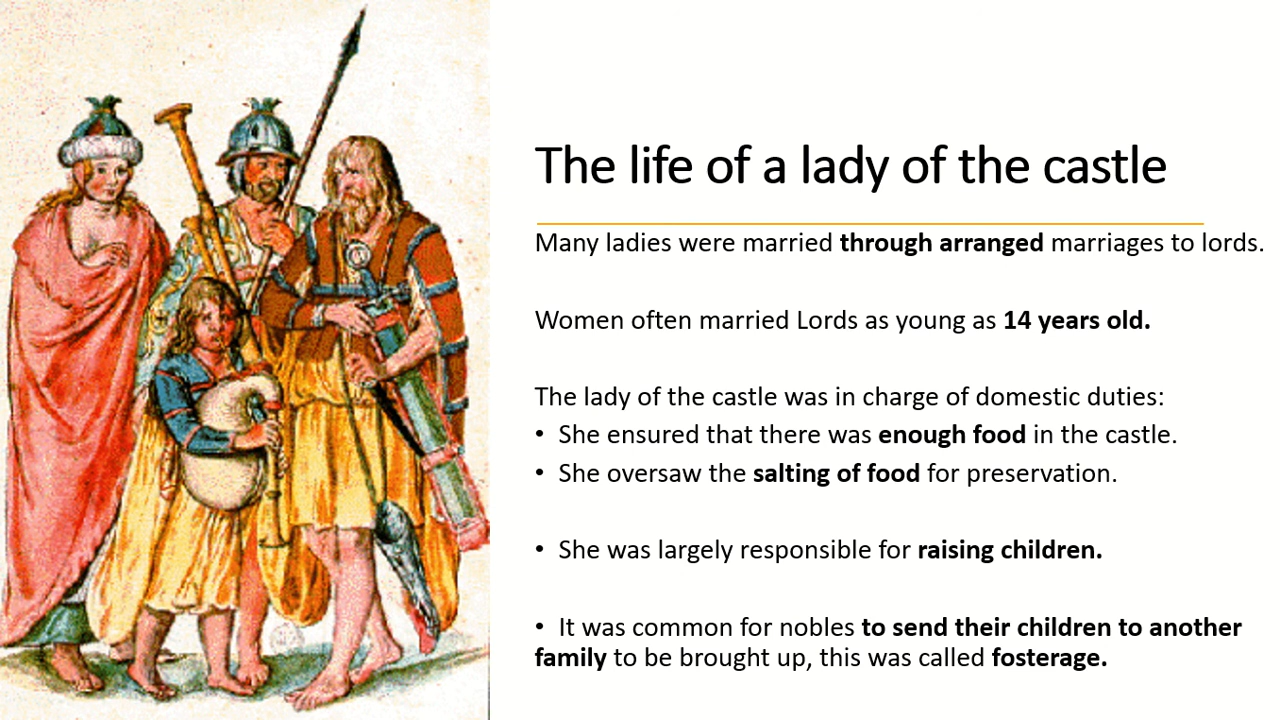 The life of a lady of the castle
Many ladies were married through arranged marriages to lords.
Women often married Lords as young as 14 years old.
The lady of the castle was in charge of domestic duties:
• She ensured that there was enough food in the castle.
• She oversaw the salting of food for preservation.
• She was largely responsible for raising children.
• It was common for nobles to send their children to another
family to be brought up, this was called fosterage.